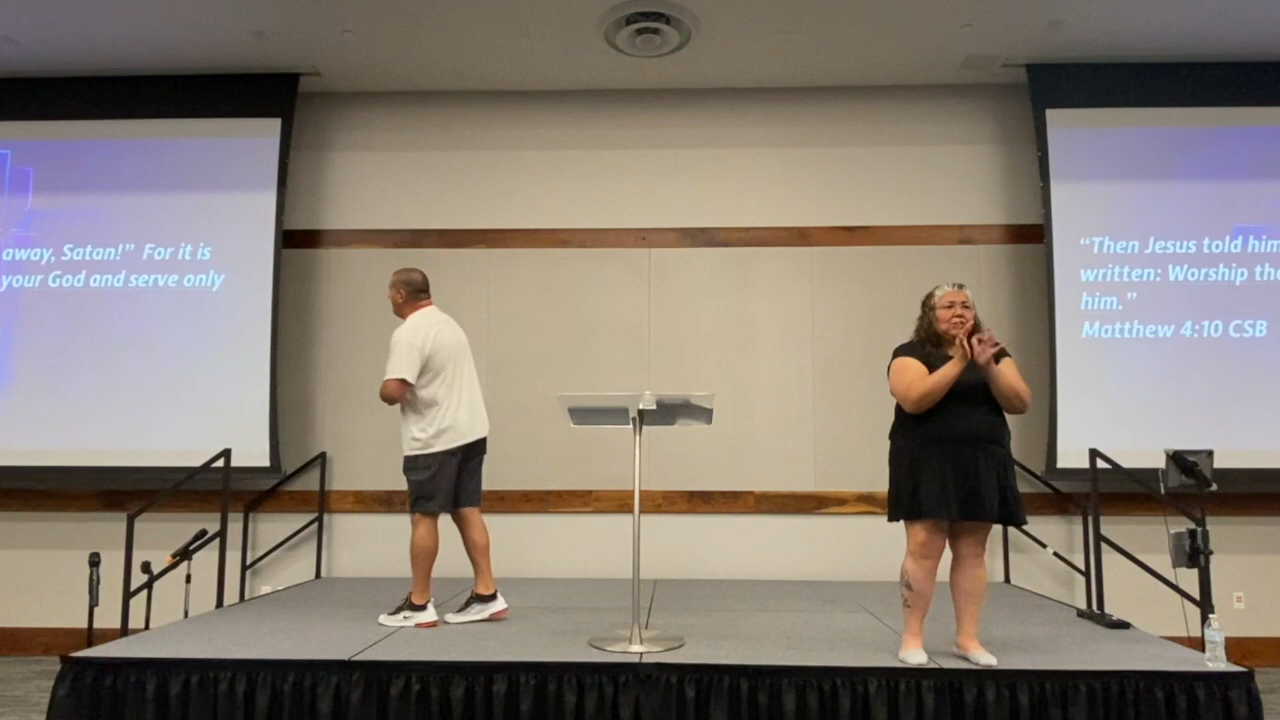 away, Satan!” For it is
your God and serve only
“Then Jesus told him
written: Worship the
him.”
Matthew 4:10 CSB